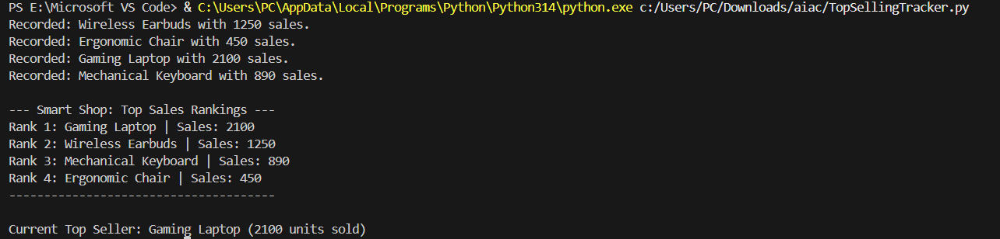 PS E:\Microsoft VS Code> & C:\Users\PC\AppData\Local\Programs\Python\Python314\python.exe c:/Users/PC/Downloads/aiac/TopSellingTracker.py
Recorded: Wireless Earbuds with 1250 sales.
Recorded: Ergonomic Chair with 450 sales.
Recorded: Gaming Laptop with 2100 sales.
Recorded: Mechanical Keyboard with 890 sales.

--- Smart Shop: Top Sales Rankings ---
Rank 1: Gaming Laptop | Sales: 2100
Rank 2: Wireless Earbuds | Sales: 1250
Rank 3: Mechanical Keyboard | Sales: 890
Rank 4: Ergonomic Chair | Sales: 450
--------------------------------------

Current Top Seller: Gaming Laptop (2100 units sold)